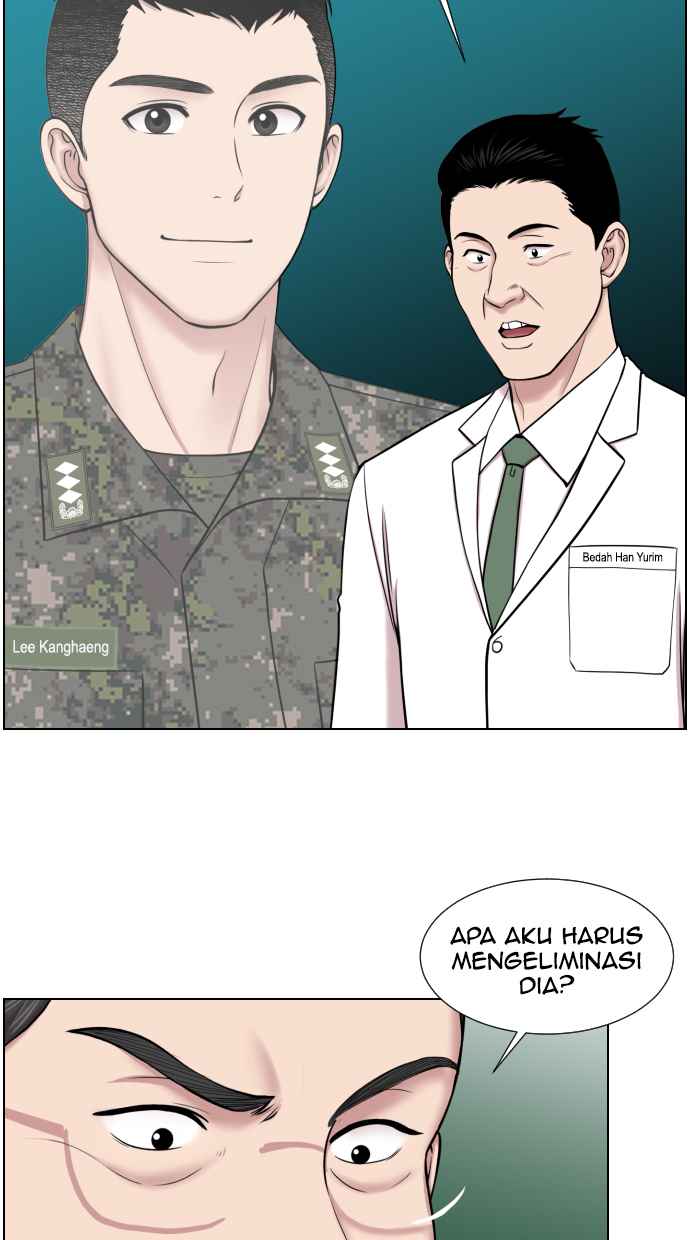 Bedah Han Yurim
Lee Kanghaeng
APA AKU HARUS
MENGELIMINASI
DIA?